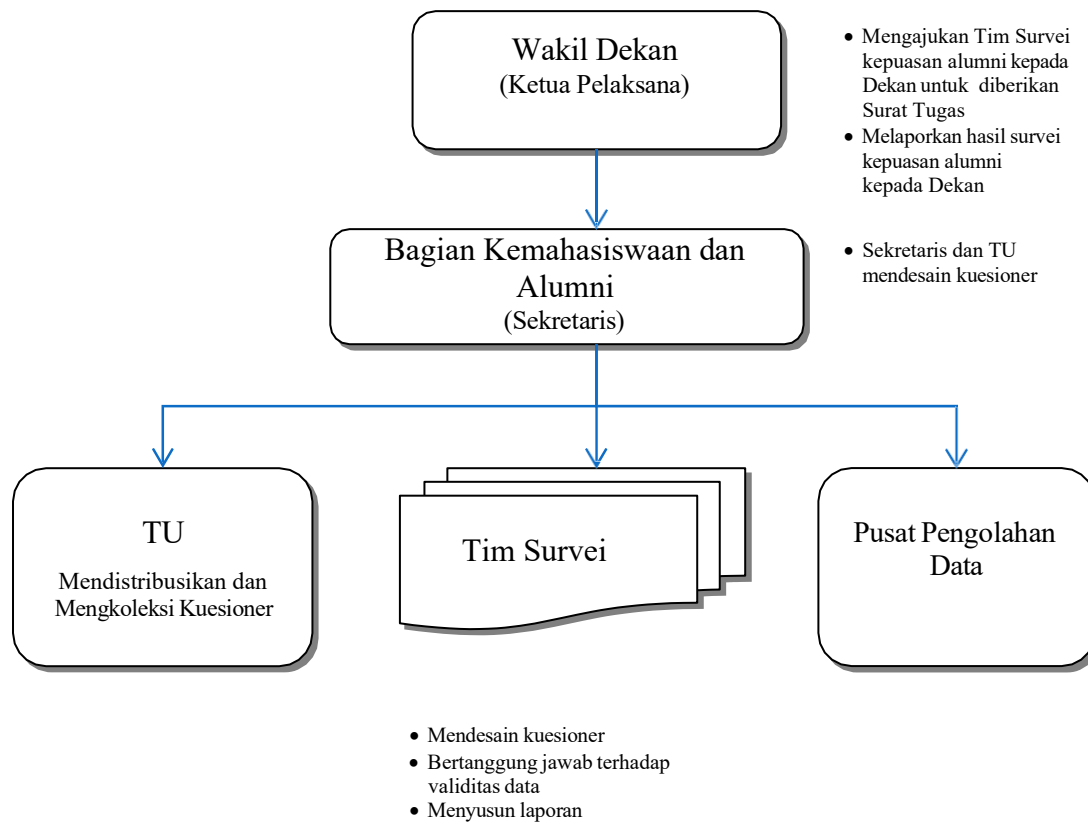 Wakil Dekan
(Ketua Pelaksana)
• Mengajukan Tim Survei
kepuasan alumni kepada
Dekan untuk diberikan
Surat Tugas
• Melaporkan hasil survei
kepuasan alumni
kepada Dekan
Bagian Kemahasiswaan dan
Alumni
(Sekretaris)
• Sekretaris dan TU
mendesain kuesioner
TU
Mendistribusikan dan
Mengkoleksi Kuesioner
Tim Survei
Pusat Pengolahan
Data
• Mendesain kuesioner
• Bertanggung jawab terhadap
validitas data
• Menyusun laporan